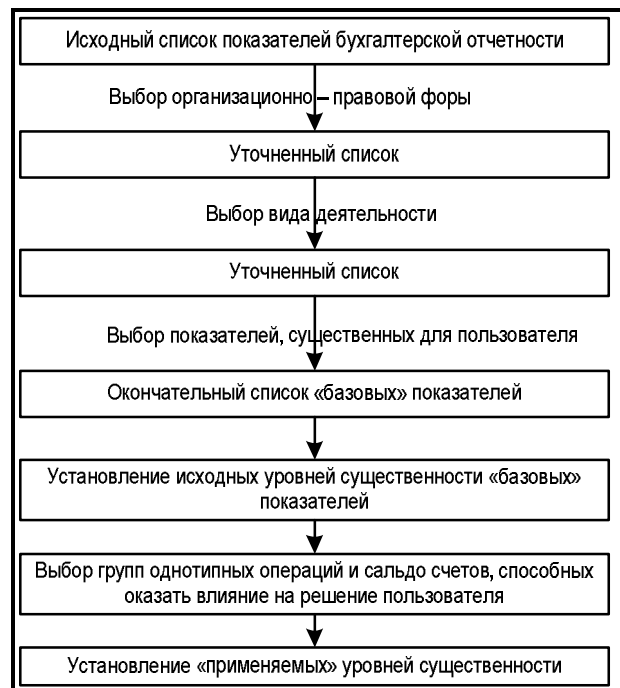 Исходный список показателей бухгалтерской отчетности
Выбор организационно – правовой форы
Уточненный список
Выбор вида деятельности
Уточненный список
Выбор показателей, существенных для пользователя
Окончательный список «базовых» показателей
Установление исходных уровней существенности «базовых»
показателей
Выбор групп однотипных операций и сальдо счетов, способных
оказать влияние на решение пользователя
Установление «применяемых» уровней существенности